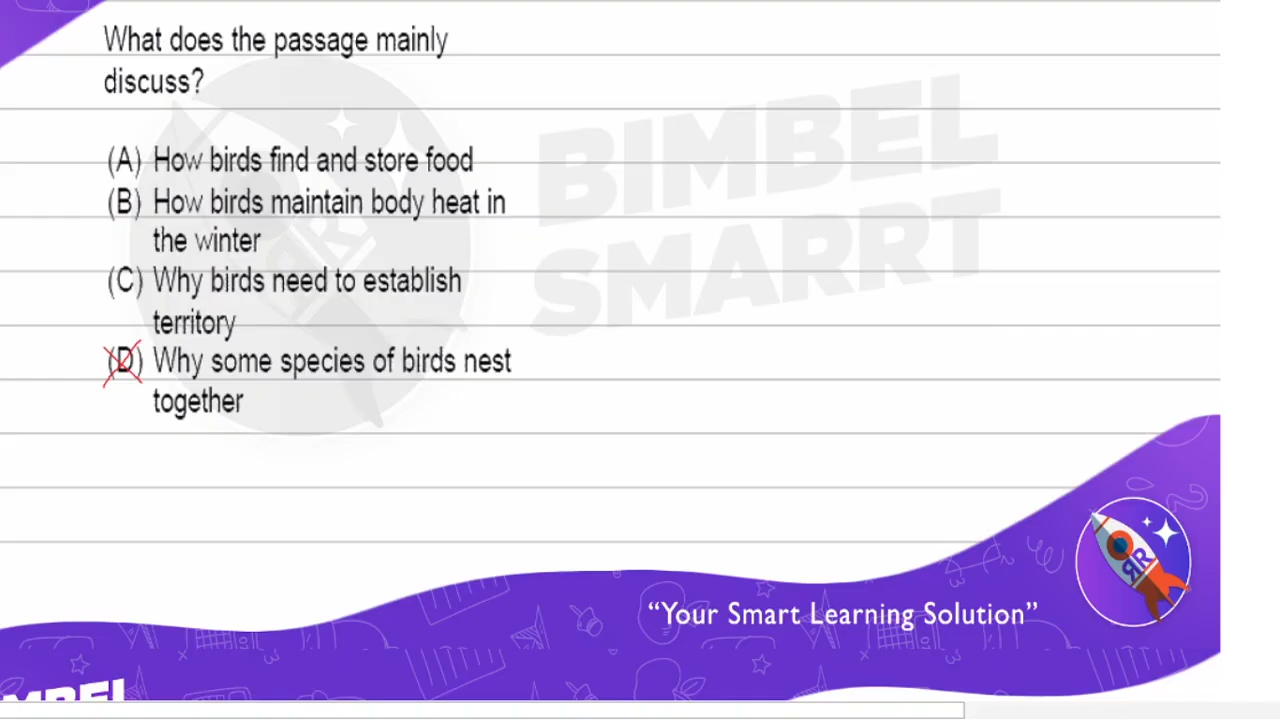 What does the passage mainly
discuss?
(A) How birds find and store food
(B) How birds maintain body heat in
the winter
(C) Why birds need to establish
territory
(D) Why some species of birds nest
together
BIMBEL
SMARRT
“Your Smart Learning Solution”